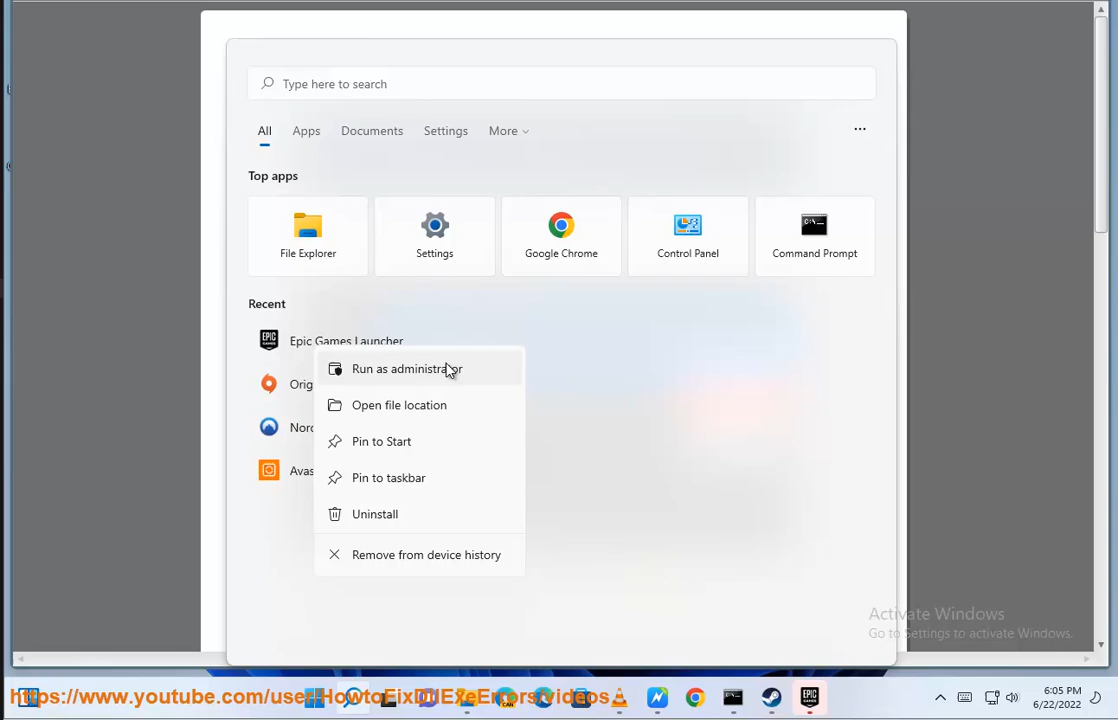 Type here to search
All Apps Documents Settings More
Top apps
File Explorer Settings Google Chrome Control Panel Command Prompt
Recent
EPIC GAMES Epic Games Launcher
Run as administrator
Open file location
Pin to Start
Pin to taskbar
Uninstall
Remove from device history
Activate Windows
Go to Settings to activate Windows.
6:05 PM
6/22/2022